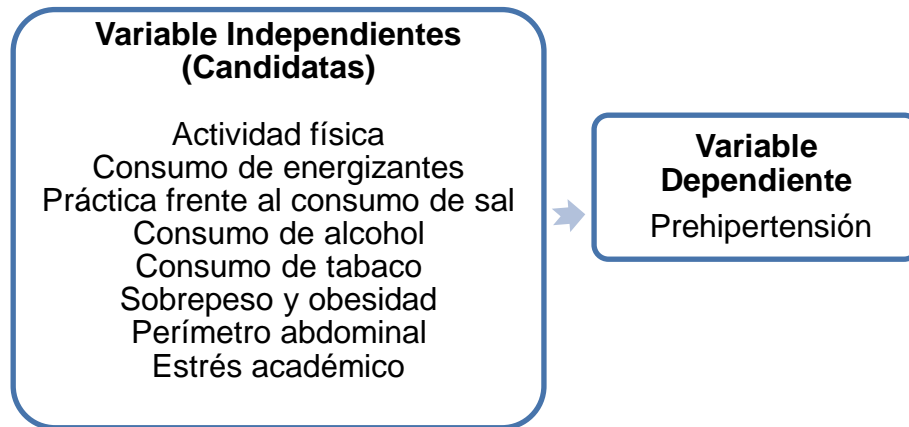 Variable Independientes
(Candidatas)
Actividad física
Consumo de energizantes
Práctica frente al consumo de sal
Consumo de alcohol
Consumo de tabaco
Sobrepeso y obesidad
Perímetro abdominal
Estrés académico
Variable
Dependiente
Prehipertensión